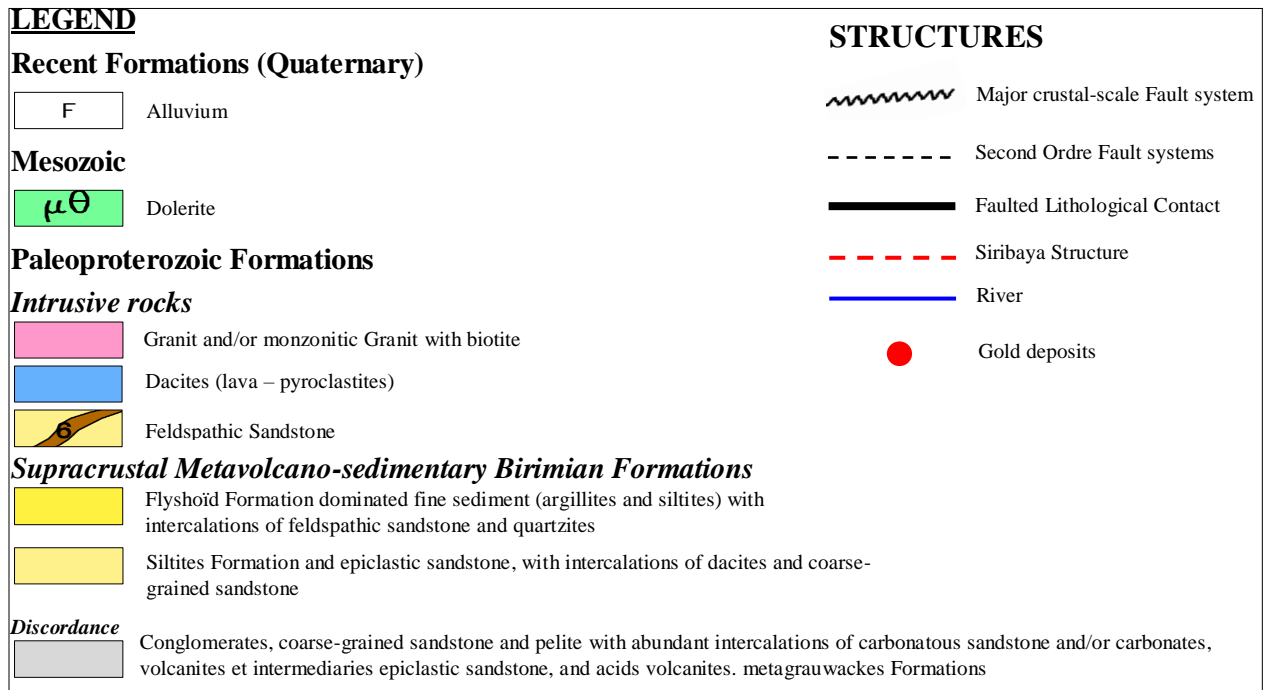 LEGEND
Recent Formations (Quaternary)
F
Alluvium
Mesozoic
µΘ
Dolerite
Paleoproterozoic Formations
Intrusive rocks
Granit and/or monzonitic Granit with biotite
Dacites (lava – pyroclastites)
6
Feldspathic Sandstone
Supracrustal Metavolcano-sedimentary Birimian Formations
Flyshoïd Formation dominated fine sediment (argillites and siltites) with
intercalations of feldspathic sandstone and quartzites
Siltites Formation and epiclastic sandstone, with intercalations of dacites and coarse-
grained sandstone
Discordance
Conglomerates, coarse-grained sandstone and pelite with abundant intercalations of carbonatous sandstone and/or carbonates,
volcanites et intermediaries epiclastic sandstone, and acids volcanites. metagrauwackes Formations
STRUCTURES
Major crustal-scale Fault system
Second Ordre Fault systems
Faulted Lithological Contact
Siribaya Structure
River
Gold deposits